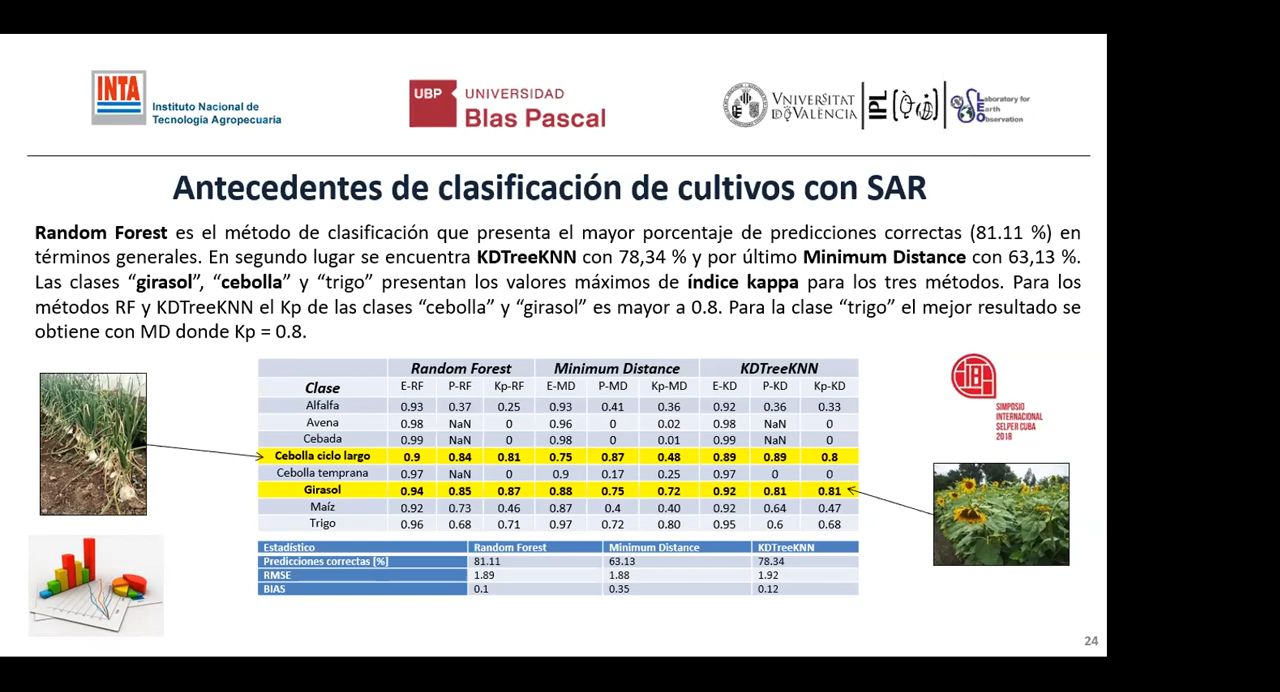 INTA
Instituto Nacional de
Tecnología Agropecuaria
UBP UNIVERSIDAD
Blas Pascal
VNIVERSITAT
D VALÈNCIA
IPL
Laboratory for
Earth
Observation
Antecedentes de clasificación de cultivos con SAR
Random Forest es el método de clasificación que presenta el mayor porcentaje de predicciones correctas (81.11 %) en
términos generales. En segundo lugar se encuentra KDTreeKNN con 78,34 % y por último Minimum Distance con 63,13 %.
Las clases “girasol”, “cebolla” y “trigo” presentan los valores máximos de índice kappa para los tres métodos. Para los
métodos RF y KDTreeKNN el Kp de las clases “cebolla” y “girasol” es mayor a 0.8. Para la clase “trigo” el mejor resultado se
obtiene con MD donde Kp = 0.8.
Random Forest Minimum Distance KDTreeKNN
Clase E-RF P-RF Kp-RF E-MD P-MD Kp-MD E-KD P-KD Kp-KD
Alfalfa 0.93 0.37 0.25 0.93 0.41 0.36 0.92 0.36 0.33
Avena 0.98 NaN 0 0.96 0 0.02 0.98 NaN 0
Cebada 0.99 NaN 0 0.98 0 0.01 0.99 NaN 0
Cebolla ciclo largo 0.9 0.84 0.81 0.75 0.87 0.48 0.89 0.89 0.8
Cebolla temprana 0.97 NaN 0 0.9 0.17 0.25 0.97 0 0
Girasol 0.94 0.85 0.87 0.88 0.75 0.72 0.92 0.81 0.81
Maíz 0.92 0.73 0.46 0.87 0.4 0.40 0.92 0.64 0.47
Trigo 0.96 0.68 0.71 0.97 0.72 0.80 0.95 0.6 0.68
Estadístico Random Forest Minimum Distance KDTreeKNN
Predicciones correctas [%] 81.11 63.13 78.34
RMSE 1.89 1.88 1.92
BIAS 0.1 0.35 0.12
SIMPOSIO
INTERNACIONAL
SELPER CUBA
2018
24